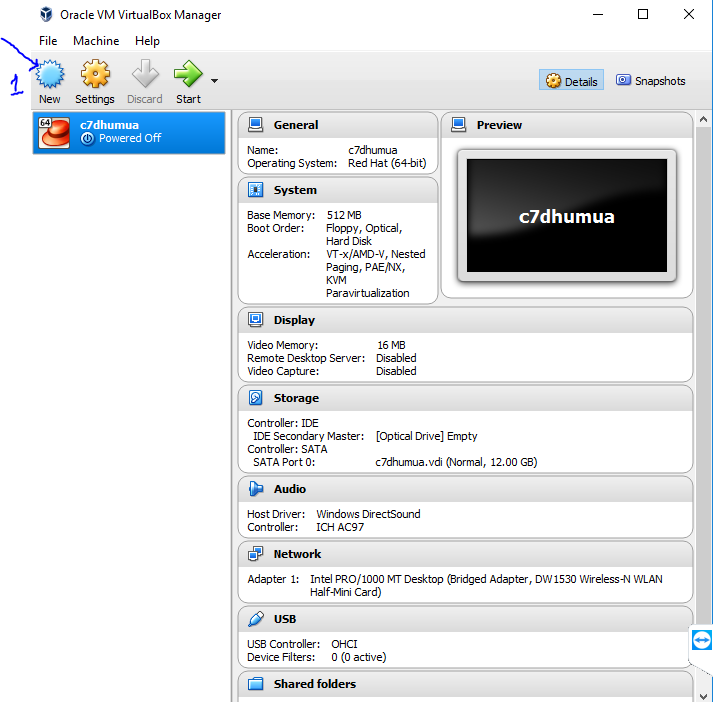 Oracle VM VirtualBox Manager
File Machine Help
1
New Settings Discard Start Details Snapshots
64
c7dhumua
Powered Off
General
Name: c7dhumua
Operating System: Red Hat (64-bit)
Preview
c7dhumua
System
Base Memory: 512 MB
Boot Order: Floppy, Optical,
Hard Disk
Acceleration: VT-x/AMD-V, Nested
Paging, PAE/NX,
KVM
Paravirtualization
Display
Video Memory: 16 MB
Remote Desktop Server: Disabled
Video Capture: Disabled
Storage
Controller: IDE
IDE Secondary Master: [Optical Drive] Empty
Controller: SATA
SATA Port 0: c7dhumua.vdi (Normal, 12.00 GB)
Audio
Host Driver: Windows DirectSound
Controller: ICH AC97
Network
Adapter 1: Intel PRO/1000 MT Desktop (Bridged Adapter, DW1530 Wireless-N WLAN
Half-Mini Card)
USB
USB Controller: OHCI
Device Filters: 0 (0 active)
Shared folders